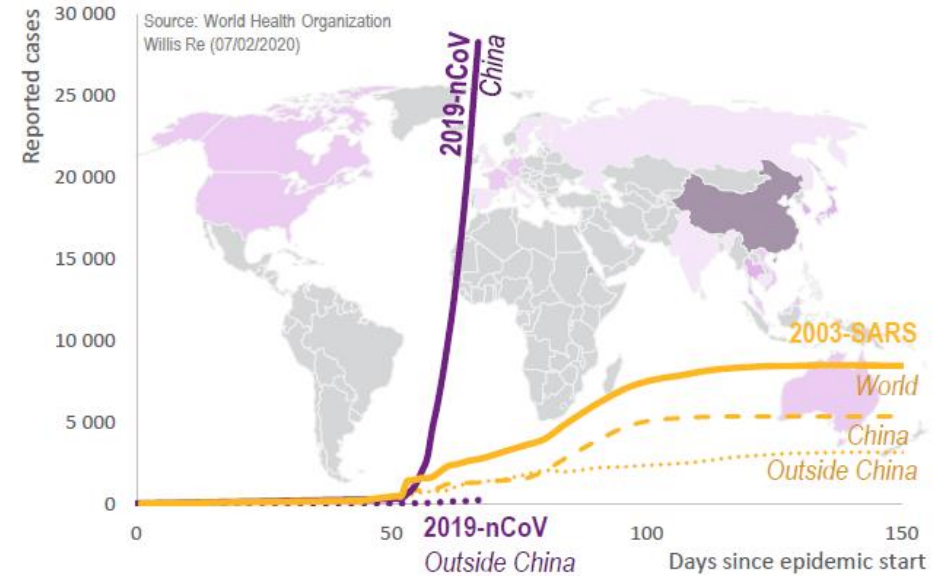 30 000
Source: World Health Organization
Willis Re (07/02/2020)
Reported cases
25 000
20 000
15 000
10 000
5 000
0
2019-nCoV
China
2003-SARS
World
China
Outside China
0
50
100
150
2019-nCoV
Outside China
Days since epidemic start